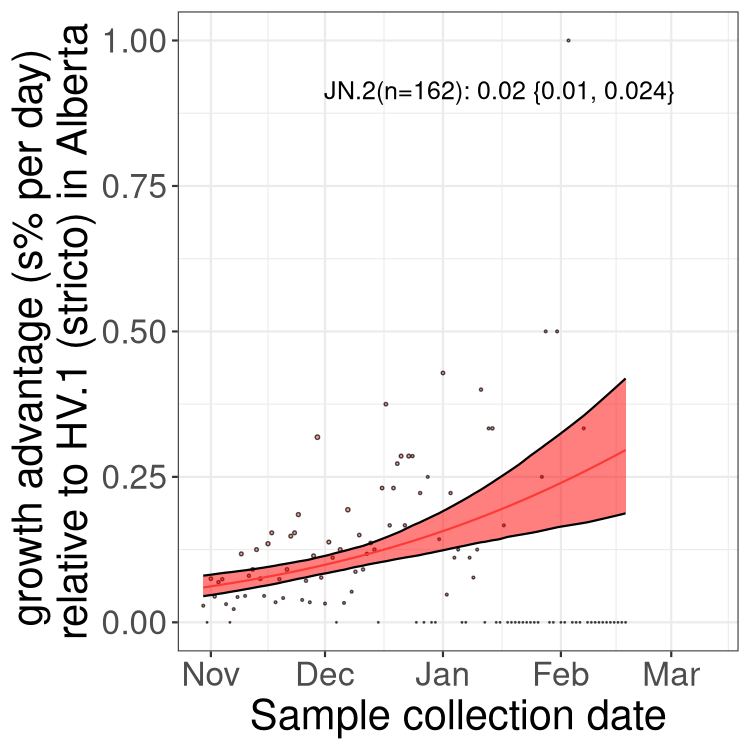 growth advantage (s% per day)
relative to HV.1 (stricto) in Alberta
1.00
0.75
0.50
0.25
0.00
JN.2(n=162): 0.02 {0.01, 0.024}
Nov Dec Jan Feb Mar
Sample collection date